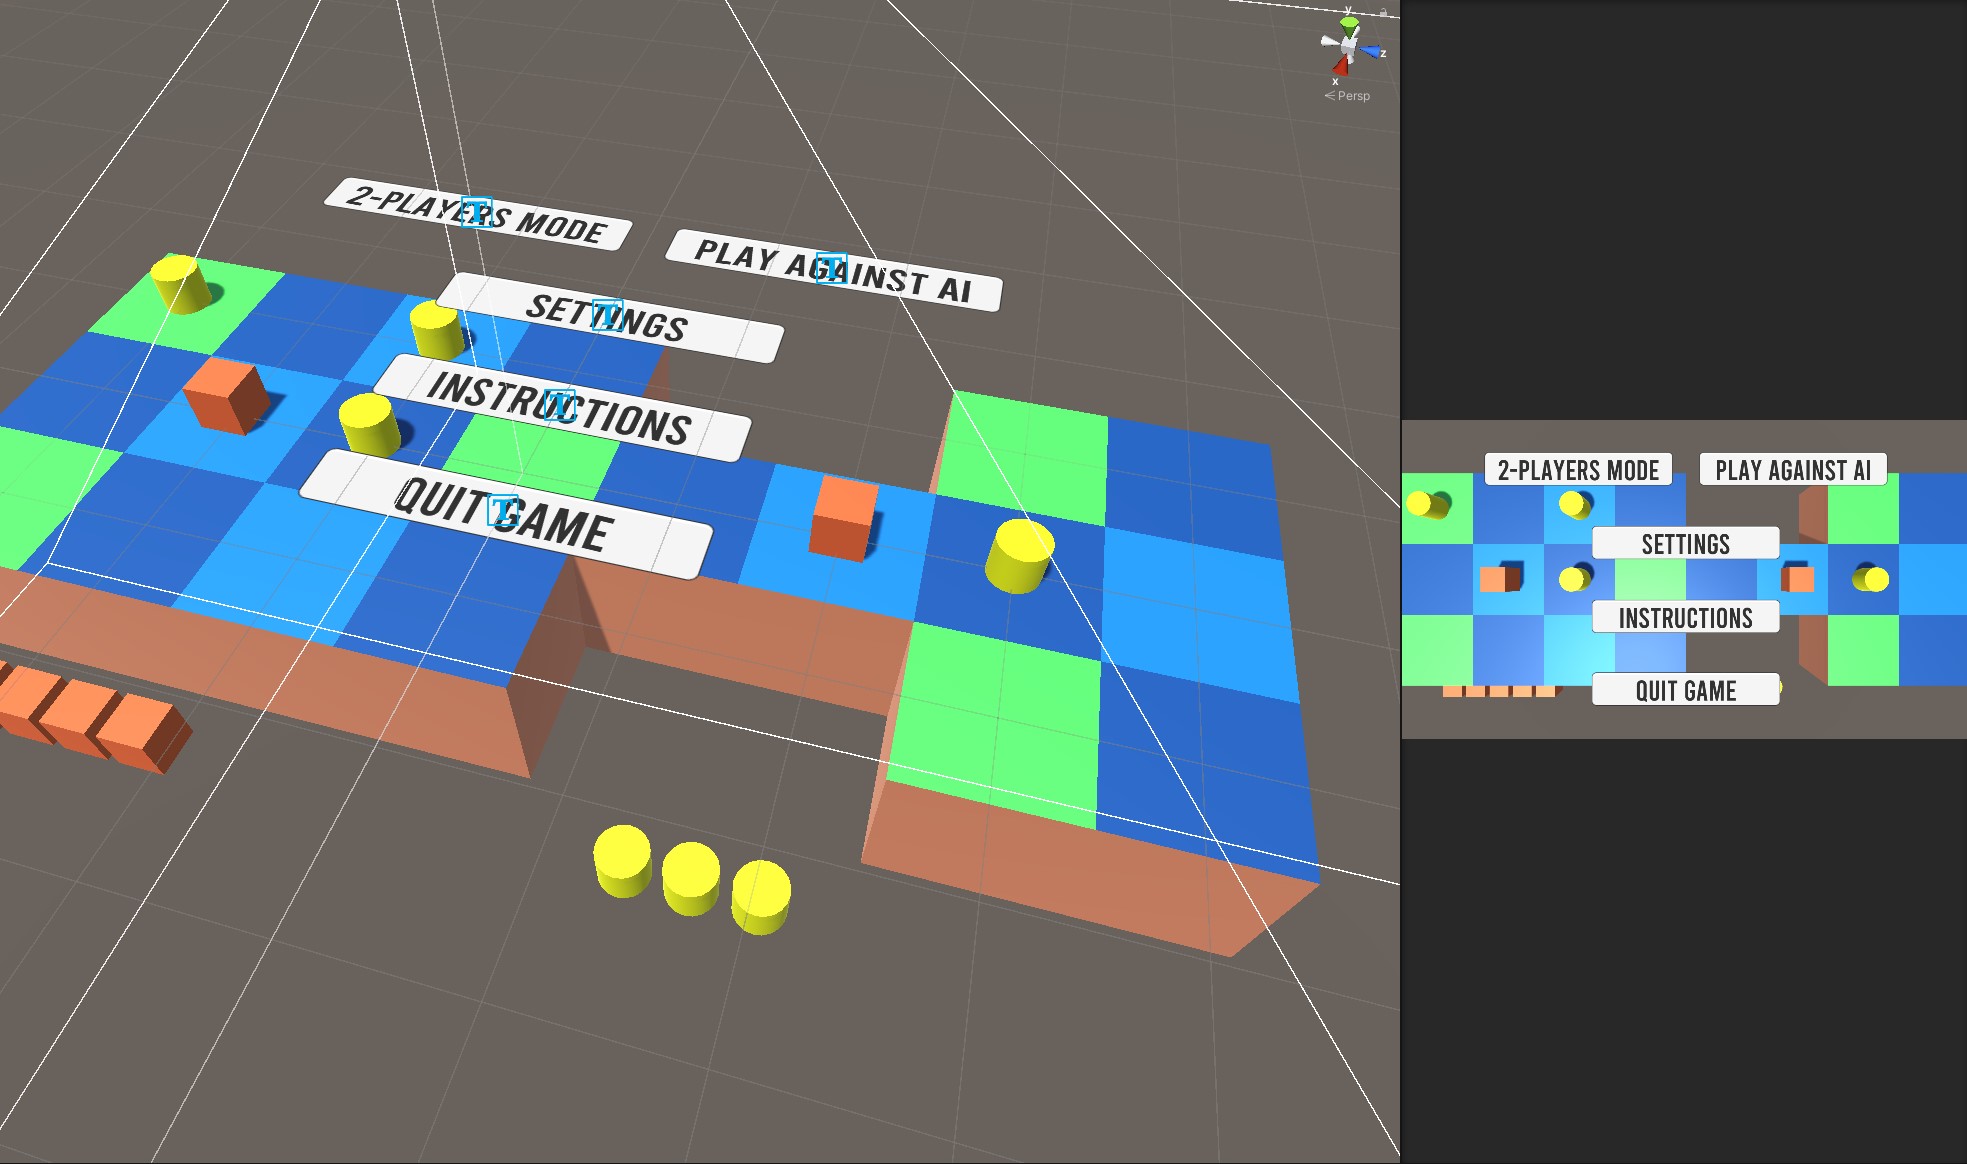 y
z
x
< Persp
2-PLAYERS MODE
PLAY AGAINST AI
SETTINGS
INSTRUCTIONS
QUIT GAME
2-PLAYERS MODE
PLAY AGAINST AI
SETTINGS
INSTRUCTIONS
QUIT GAME